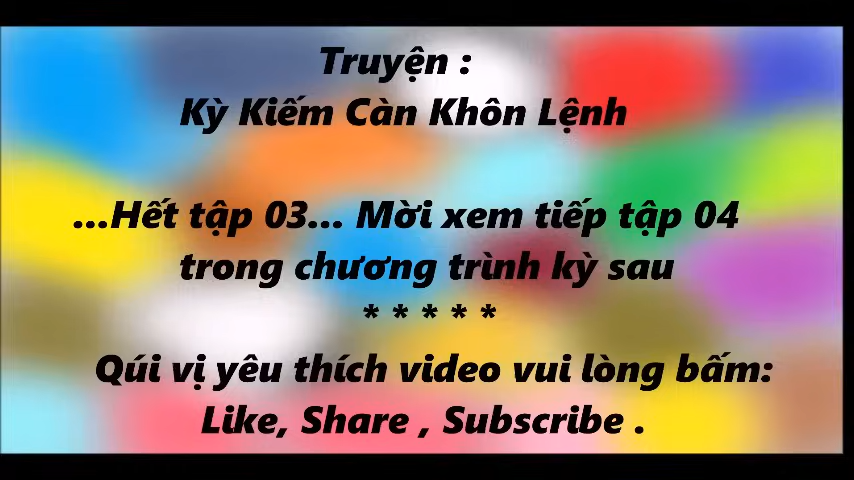 Truyện :
Kỳ Kiếm Càn Khôn Lệnh
...Hết tập 03... Mời xem tiếp tập 04
trong chương trình kỳ sau
* * * * *
Qúi vị yêu thích video vui lòng bấm:
Like, Share , Subscribe .